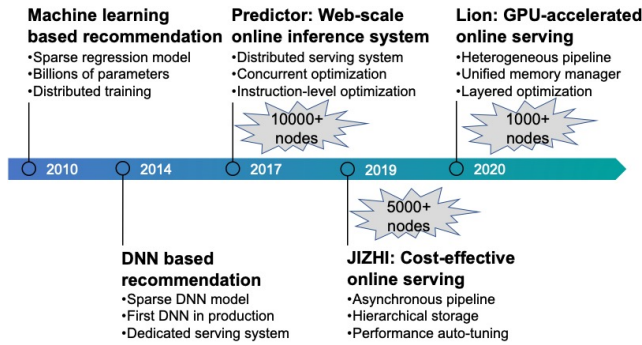 Machine learning
based recommendation
•Sparse regression model
•Billions of parameters
•Distributed training
Predictor: Web-scale
online inference system
•Distributed serving system
•Concurrent optimization
•Instruction-level optimization
10000+
nodes
Lion: GPU-accelerated
online serving
•Heterogeneous pipeline
•Unified memory manager
•Layered optimization
1000+
nodes
2010
2014
2017
2019
2020
DNN based
recommendation
•Sparse DNN model
•First DNN in production
•Dedicated serving system
5000+
nodes
JIZHI: Cost-effective
online serving
•Asynchronous pipeline
•Hierarchical storage
•Performance auto-tuning